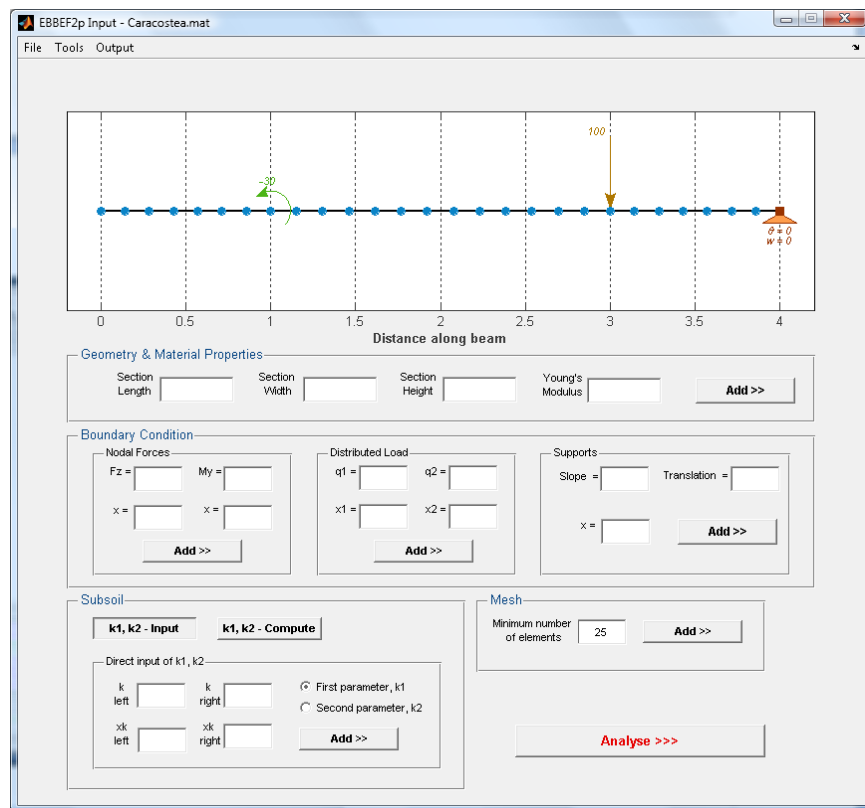 EBBEF2p Input - Caracostea.mat
File Tools Output
100
-30
θ = 0
w = 0
0 0.5 1 1.5 2 2.5 3 3.5 4
Distance along beam
Geometry & Material Properties
Section Length
Section Width
Section Height
Young's Modulus
Add >>
Boundary Condition
Nodal Forces
Fz = My =
x = x =
Add >>
Distributed Load
q1 = q2 =
x1 = x2 =
Add >>
Supports
Slope = Translation =
x = Add >>
Subsoil
k1, k2 - Input k1, k2 - Compute
Direct input of k1, k2
k left k right First parameter, k1
Second parameter, k2
xk left xk right Add >>
Mesh
Minimum number of elements 25 Add >>
Analyse >>>